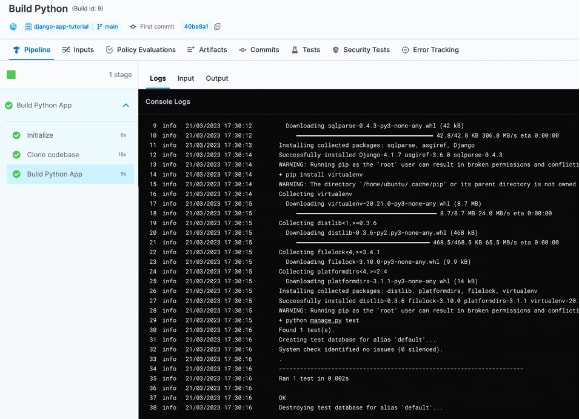 Build Python (Build Id: 9)
django-app-tutorial main First commit 40be8a1
Pipeline Inputs Policy Evaluations Artifacts Commits Tests Security Tests Error Tracking
1 stage
Logs Input Output
Build Python App
Console Logs
Initialize
Clone codebase
Build Python App
9 info 21/03/2023 17:30:12 Downloading sqlparse-0.4.3-py3-none-any.whl (42 kB)
10 info 21/03/2023 17:30:12 42.8/42.8 KB 306.8 MB/s eta 0:00:00
11 info 21/03/2023 17:30:13 Installing collected packages: sqlparse, asgiref, Django
12 info 21/03/2023 17:30:14 Successfully installed Django-4.1.7 asgiref-3.6.0 sqlparse-0.4.3
13 info 21/03/2023 17:30:14 WARNING: Running pip as the 'root' user can result in broken permissions and conflicti
14 info 21/03/2023 17:30:14 + pip install virtualenv
15 info 21/03/2023 17:30:15 WARNING: The directory '/home/ubuntu/.cache/pip' or its parent directory is not owned
16 info 21/03/2023 17:30:14 Collecting virtualenv
17 info 21/03/2023 17:30:15 Downloading virtualenv-20.21.0-py3-none-any.whl (8.7 MB)
18 info 21/03/2023 17:30:15 8.7/8.7 MB 24.0 MB/s eta 0:00:00
19 info 21/03/2023 17:30:15 Collecting distlib<1,>=0.3.6
20 info 21/03/2023 17:30:15 Downloading distlib-0.3.6-py2.py3-none-any.whl (468 kB)
21 info 21/03/2023 17:30:15 468.5/468.5 KB 65.5 MB/s eta 0:00:00
22 info 21/03/2023 17:30:15 Collecting filelock<4,>=3.4.1
23 info 21/03/2023 17:30:15 Downloading filelock-3.10.0-py3-none-any.whl (9.9 kB)
24 info 21/03/2023 17:30:15 Collecting platformdirs<4,>=2.4
25 info 21/03/2023 17:30:15 Downloading platformdirs-3.1.1-py3-none-any.whl (14 kB)
26 info 21/03/2023 17:30:15 Installing collected packages: distlib, platformdirs, filelock, virtualenv
27 info 21/03/2023 17:30:15 Successfully installed distlib-0.3.6 filelock-3.10.0 platformdirs-3.1.1 virtualenv-20.
28 info 21/03/2023 17:30:15 WARNING: Running pip as the 'root' user can result in broken permissions and conflicti
29 info 21/03/2023 17:30:15 + python manage.py test
30 info 21/03/2023 17:30:16 Found 1 test(s).
31 info 21/03/2023 17:30:16 Creating test database for alias 'default'...
32 info 21/03/2023 17:30:16 System check identified no issues (0 silenced).
33 info 21/03/2023 17:30:16 .
34 info 21/03/2023 17:30:16 ----------------------------------------------------------------------
35 info 21/03/2023 17:30:16 Ran 1 test in 0.002s
36 info 21/03/2023 17:30:16
37 info 21/03/2023 17:30:16 OK
38 info 21/03/2023 17:30:16 Destroying test database for alias 'default'...